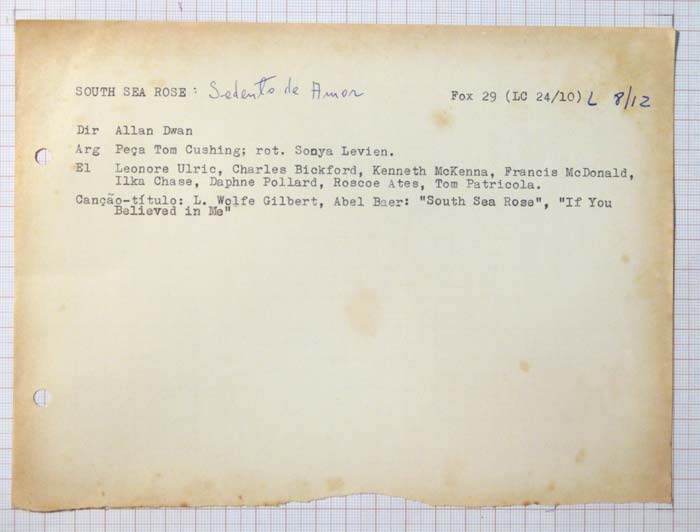 SOUTH SEA ROSE: Sedento de Amor Fox 29 (LC 24/10) L 8/12
Dir Allan Dwan
Arg Peça Tom Cushing; rot. Sonya Levien.
El Leonore Ulric, Charles Bickford, Kenneth McKenna, Francis McDonald,
Ilka Chase, Daphne Pollard, Roscoe Ates, Tom Patricola.
Canção-título: L. Wolfe Gilbert, Abel Baer: "South Sea Rose", "If You
Believed in Me"